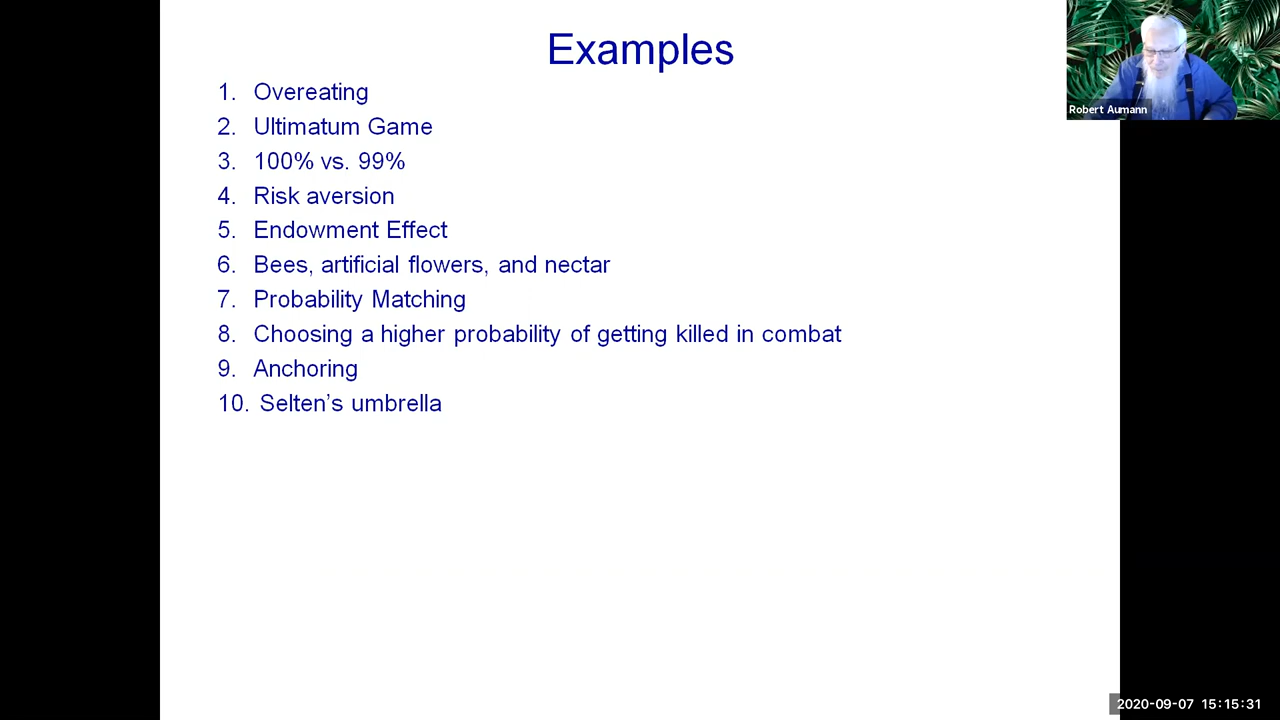 Examples
1. Overeating
2. Ultimatum Game
3. 100% vs. 99%
4. Risk aversion
5. Endowment Effect
6. Bees, artificial flowers, and nectar
7. Probability Matching
8. Choosing a higher probability of getting killed in combat
9. Anchoring
10. Selten’s umbrella
Robert Aumann
2020-09-07 15:15:31